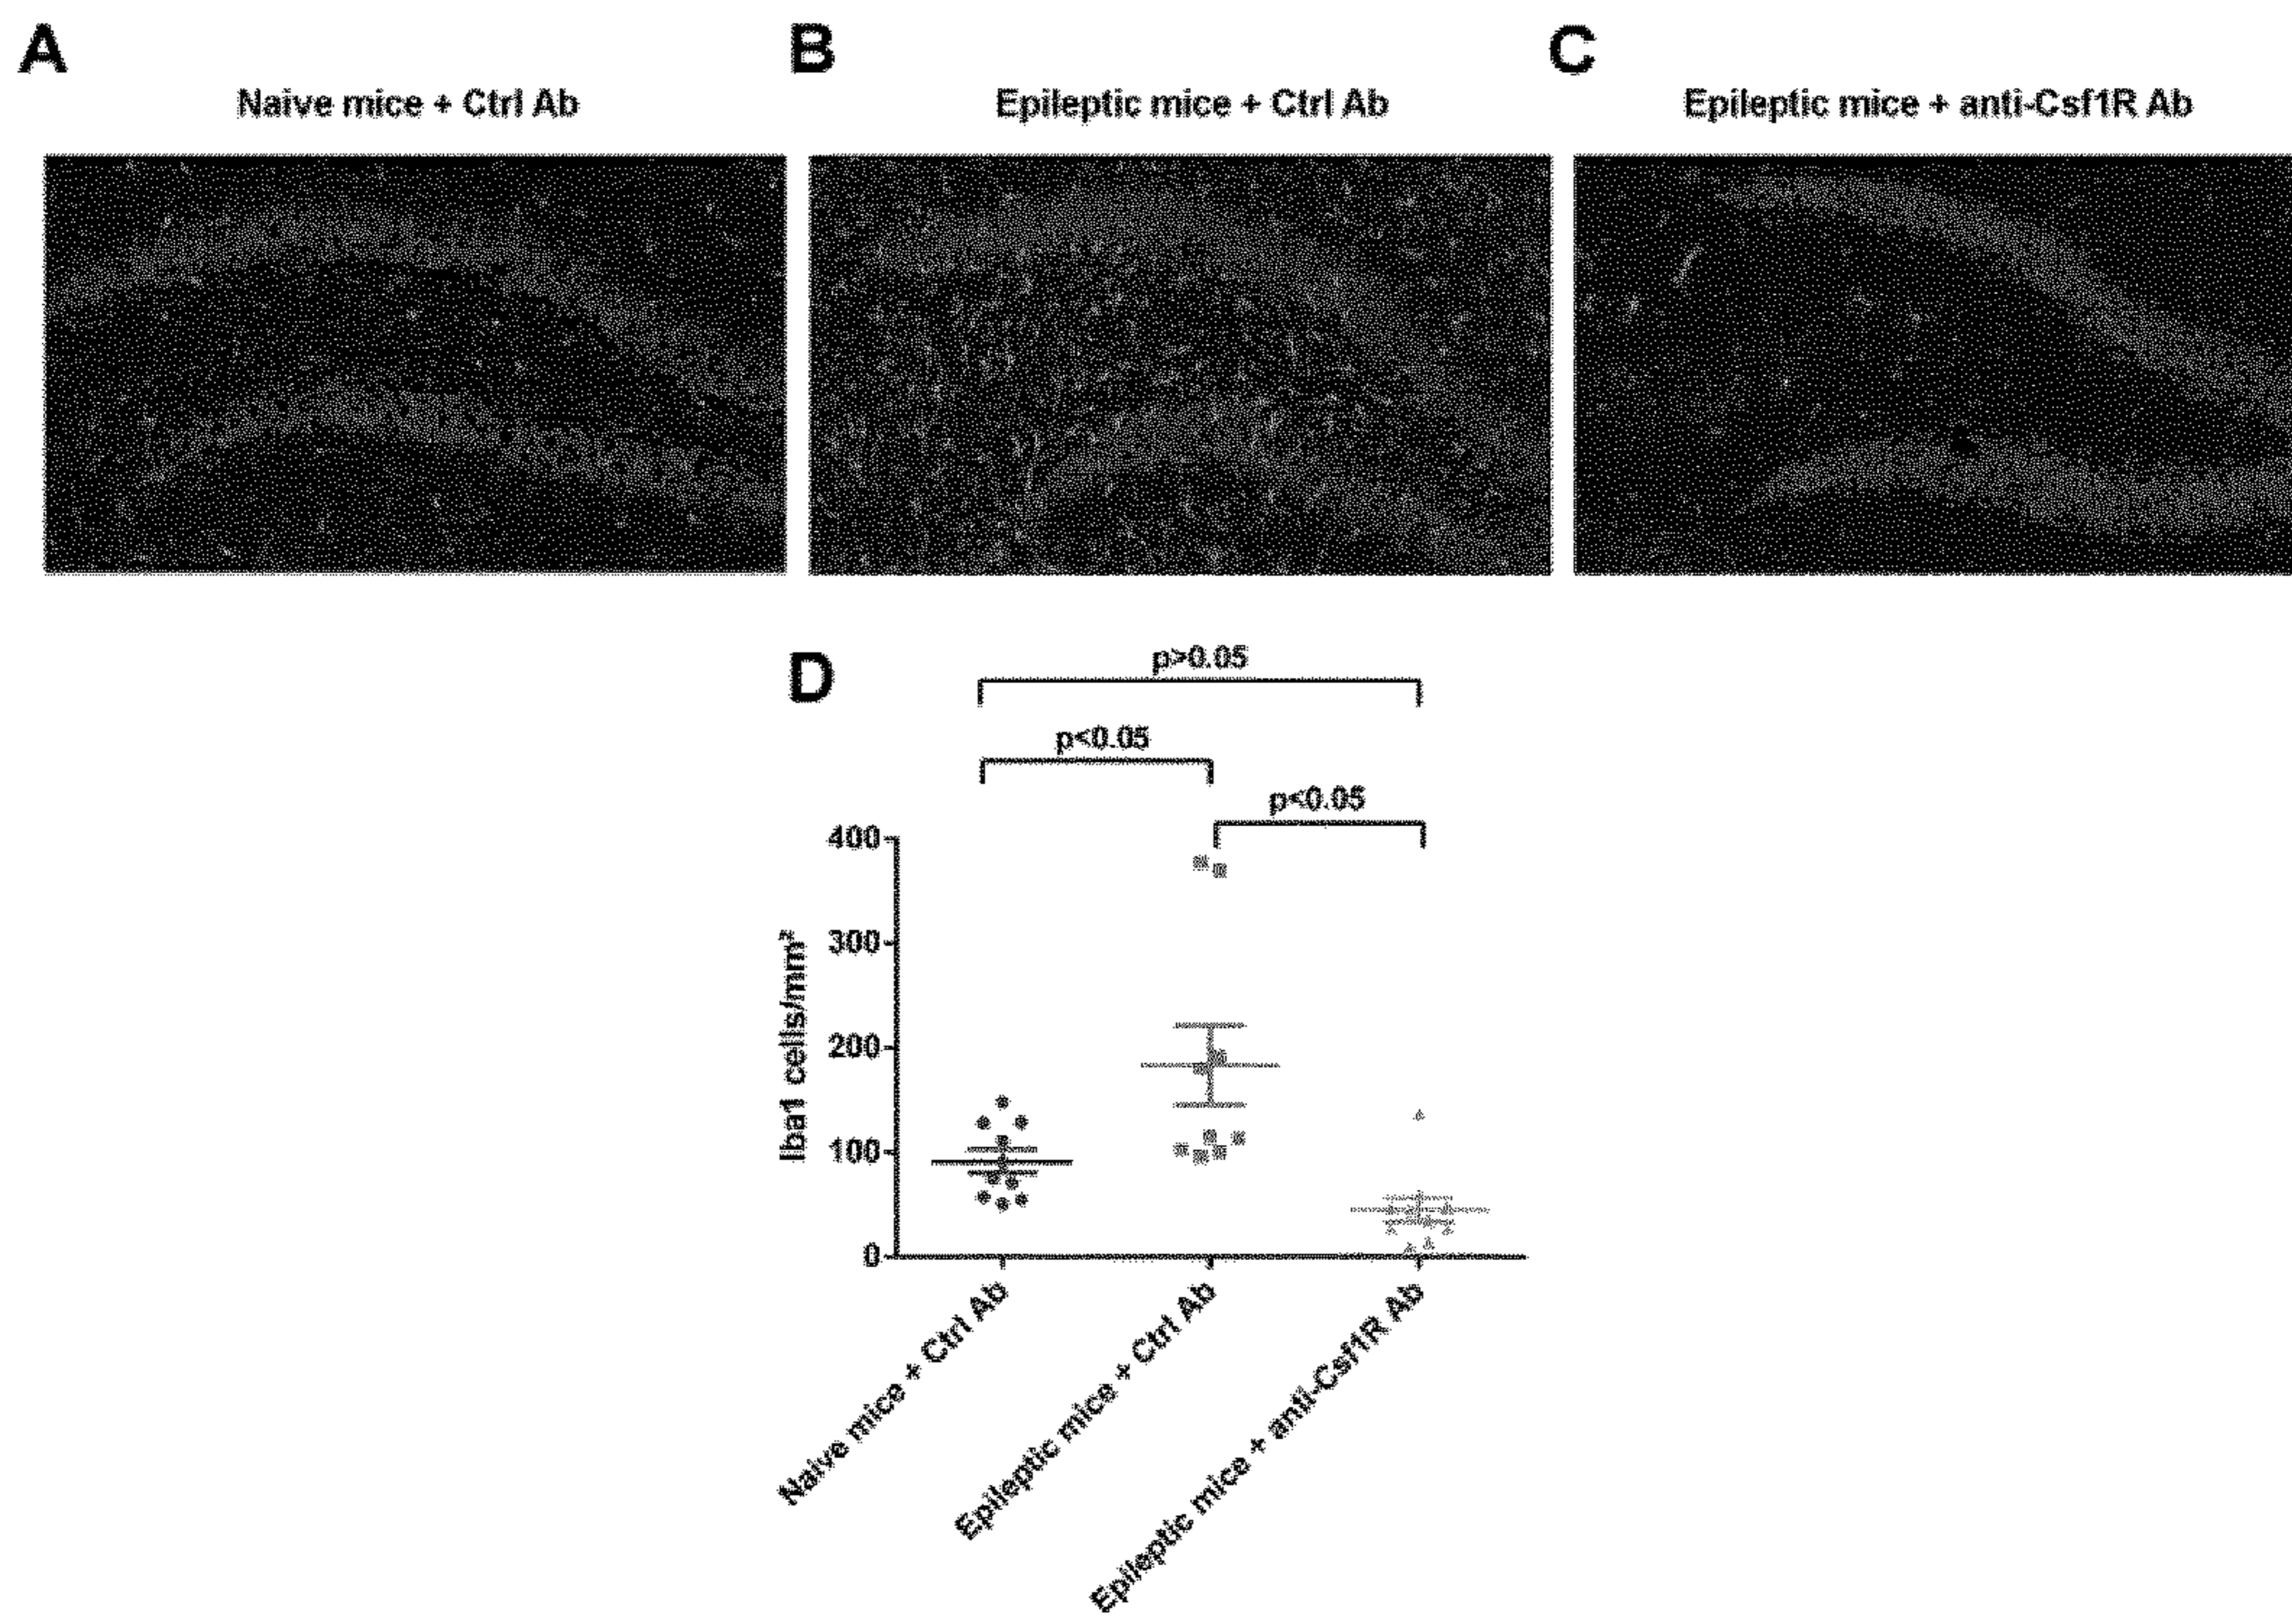 A
Naive mice + Ctrl Ab
B
Epileptic mice + Ctrl Ab
C
Epileptic mice + anti-Csf1R Ab
D
p>0.05
p<0.05
p<0.05
400
300
200
100
0
Iba1 cells/mm²
Naive mice + Ctrl Ab
Epileptic mice + Ctrl Ab
Epileptic mice + anti-Csf1R Ab